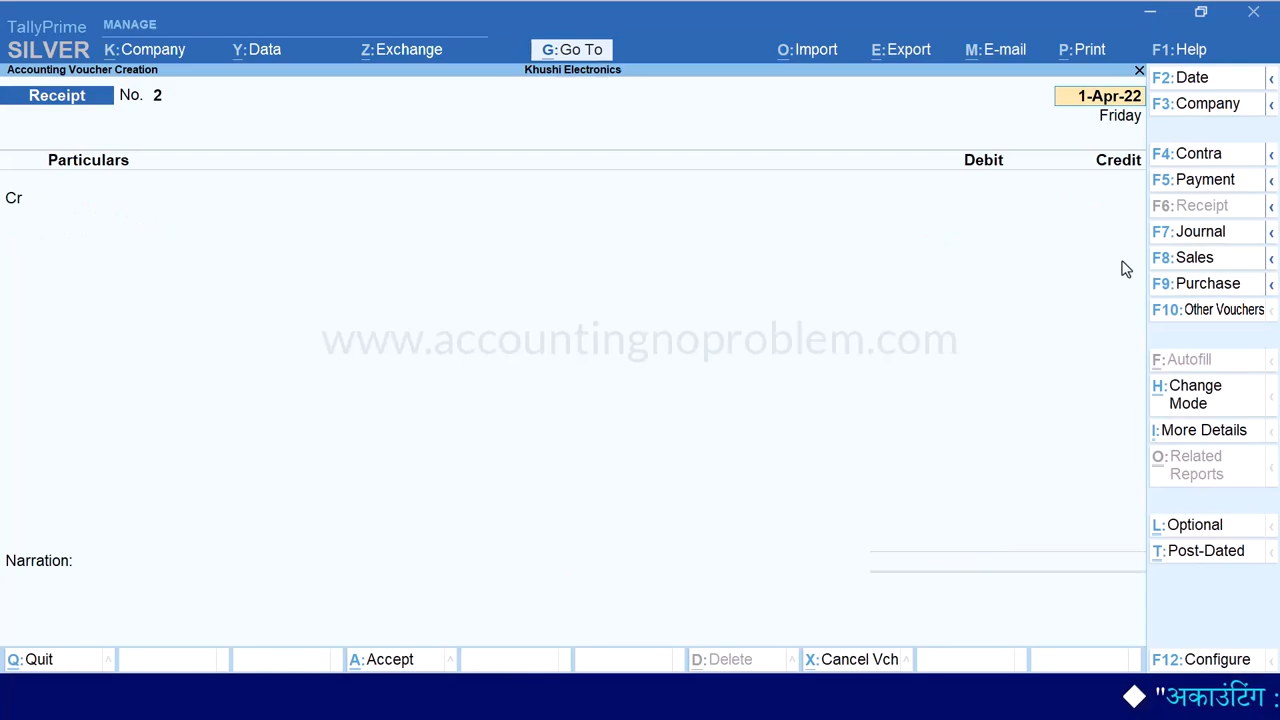 TallyPrime MANAGE
SILVER K:Company Y:Data Z:Exchange G:Go To O:Import E:Export M:E-mail P:Print F1:Help
Accounting Voucher Creation Khushi Electronics
Receipt No. 2 1-Apr-22
Friday
Particulars Debit Credit
Cr
www.accountingnoproblem.com
Narration:
F2:Date
F3:Company
F4:Contra
F5:Payment
F6:Receipt
F7:Journal
F8:Sales
F9:Purchase
F10:Other Vouchers
F:Autofill
H:Change
Mode
I:More Details
O:Related
Reports
L:Optional
T:Post-Dated
Q:Quit A:Accept D:Delete X:Cancel Vch F12:Configure
"अकाउंटिंग :